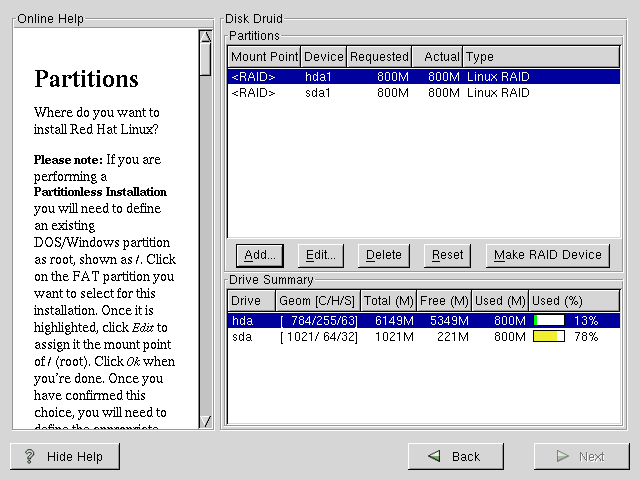 Online Help
Partitions
Where do you want to
install Red Hat Linux?
Please note: If you are
performing a
Partitionless Installation
you will need to define
an existing
DOS/Windows partition
as root, shown as /. Click
on the FAT partition you
want to select for this
installation. Once it is
highlighted, click Edit to
assign it the mount point
of / (root). Click Ok when
you're done. Once you
have confirmed this
choice, you will need to
define the appropriate
Disk Druid
Partitions
Mount Point Device Requested Actual Type
<RAID> hda1 800M 800M Linux RAID
<RAID> sda1 800M 800M Linux RAID
Add... Edit... Delete Reset Make RAID Device
Drive Summary
Drive Geom [C/H/S] Total (M) Free (M) Used (M) Used (%)
hda [ 784/255/63] 6149M 5349M 800M 13%
sda [ 1021/ 64/32] 1021M 221M 800M 78%
? Hide Help Back Next